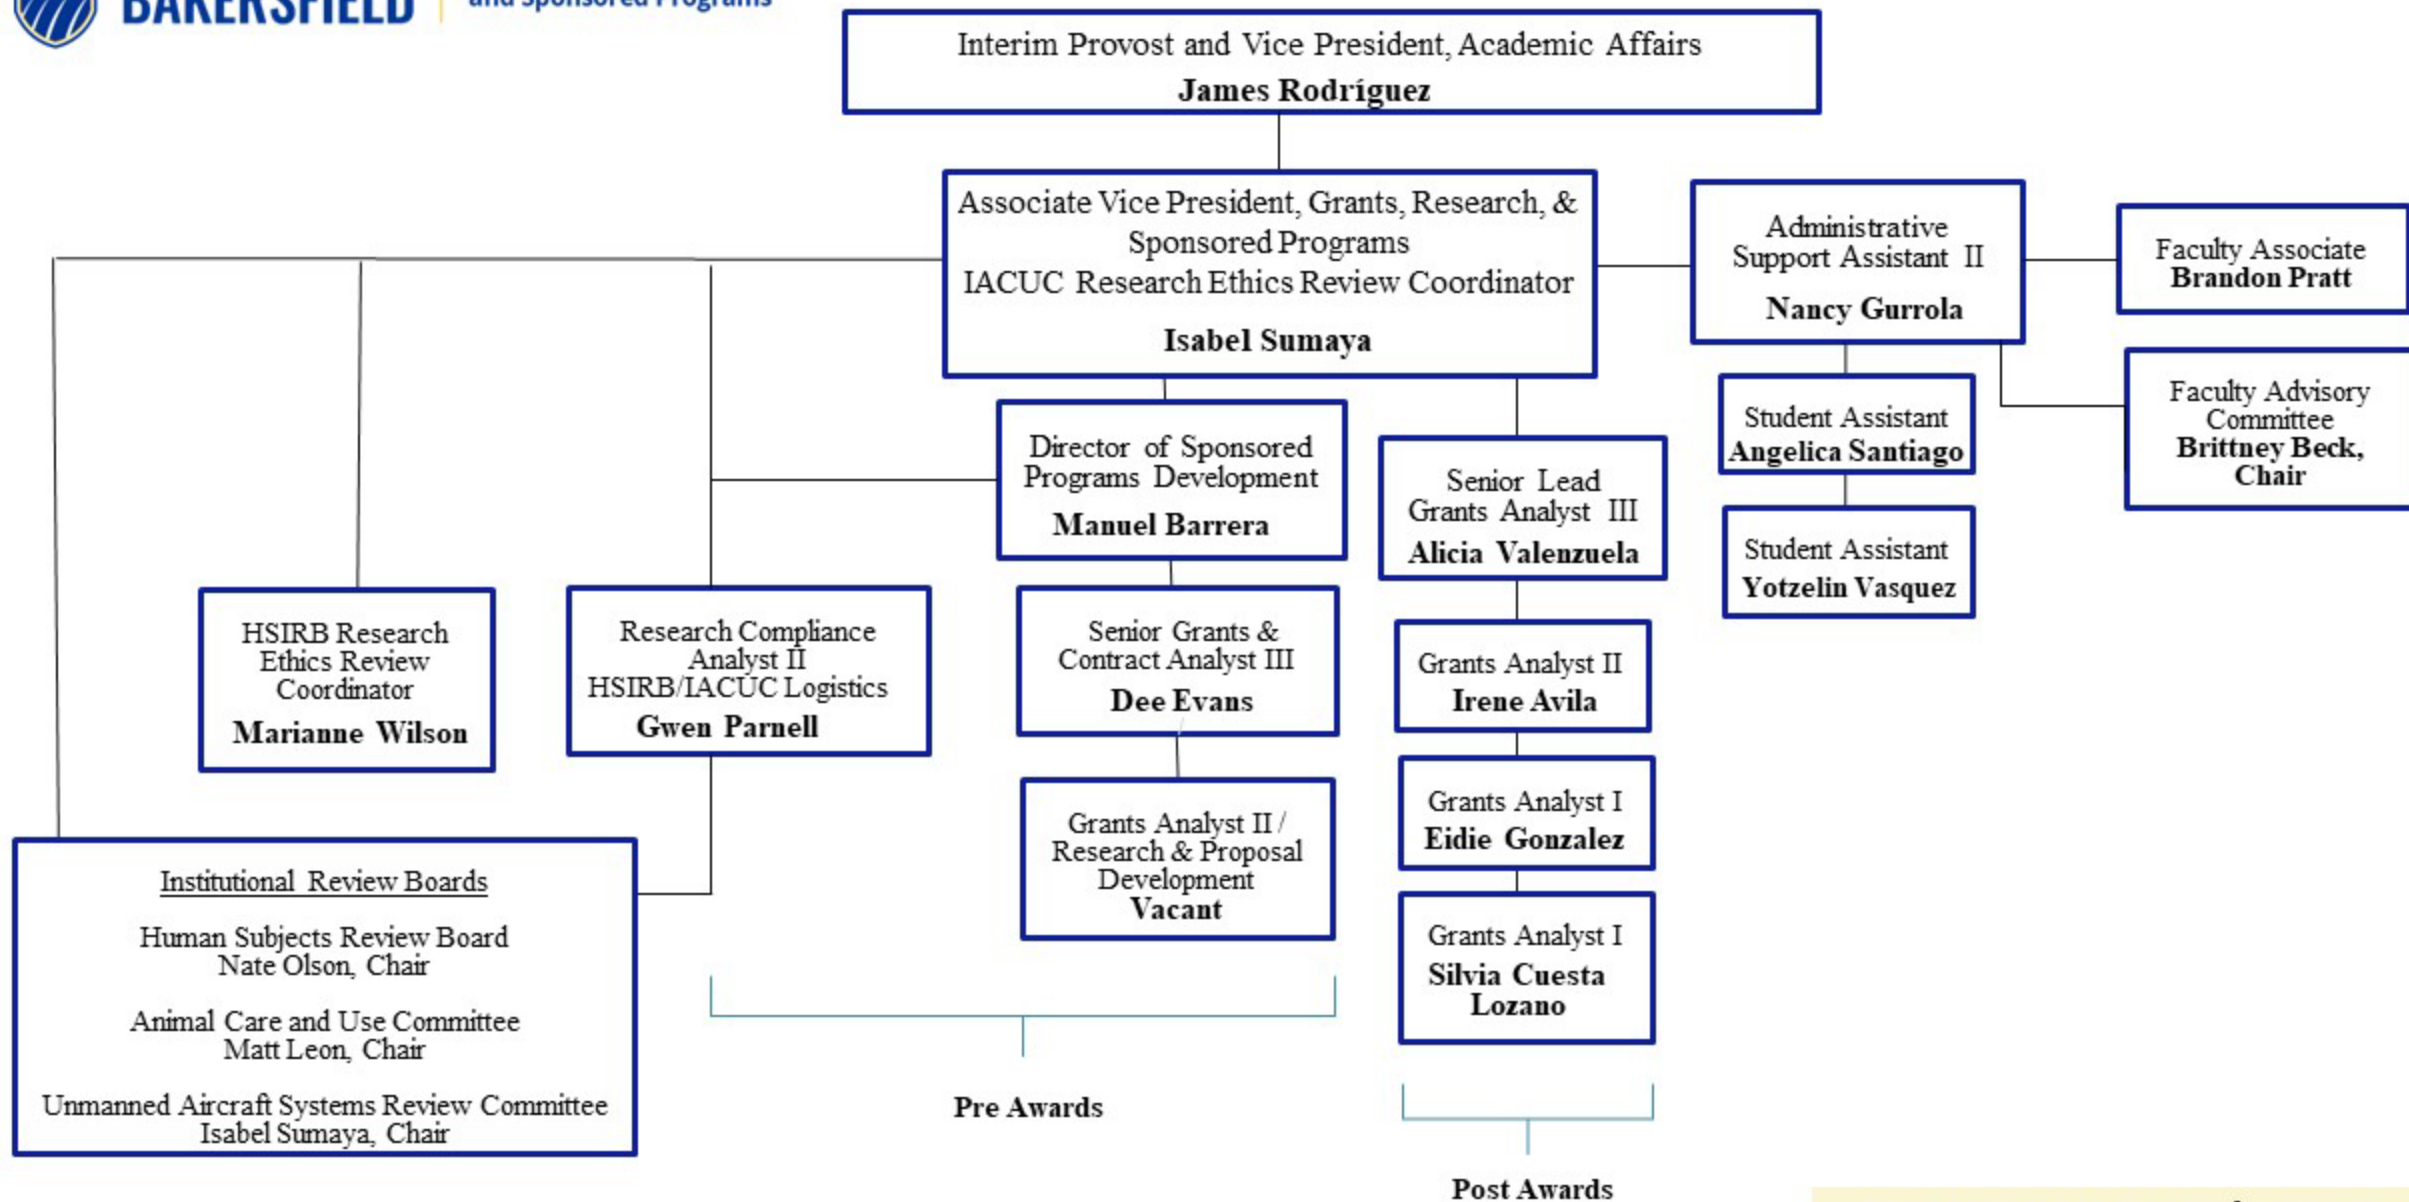 BAKERSFIELD
and Sponsored Programs
Interim Provost and Vice President, Academic Affairs
James Rodríguez
Associate Vice President, Grants, Research, &
Sponsored Programs
IACUC Research Ethics Review Coordinator
Isabel Sumaya
Administrative
Support Assistant II
Nancy Gurrola
Faculty Associate
Brandon Pratt
Faculty Advisory
Committee
Brittney Beck,
Chair
Student Assistant
Angelica Santiago
Student Assistant
Yotzelin Vasquez
Director of Sponsored
Programs Development
Manuel Barrera
Senior Lead
Grants Analyst III
Alicia Valenzuela
HSIRB Research
Ethics Review
Coordinator
Marianne Wilson
Research Compliance
Analyst II
HSIRB/IACUC Logistics
Gwen Parnell
Senior Grants &
Contract Analyst III
Dee Evans
Grants Analyst II
Irene Avila
Grants Analyst I
Eidie Gonzalez
Grants Analyst II /
Research & Proposal
Development
Vacant
Grants Analyst I
Silvia Cuesta
Lozano
Institutional Review Boards
Human Subjects Review Board
Nate Olson, Chair
Animal Care and Use Committee
Matt Leon, Chair
Unmanned Aircraft Systems Review Committee
Isabel Sumaya, Chair
Pre Awards
Post Awards